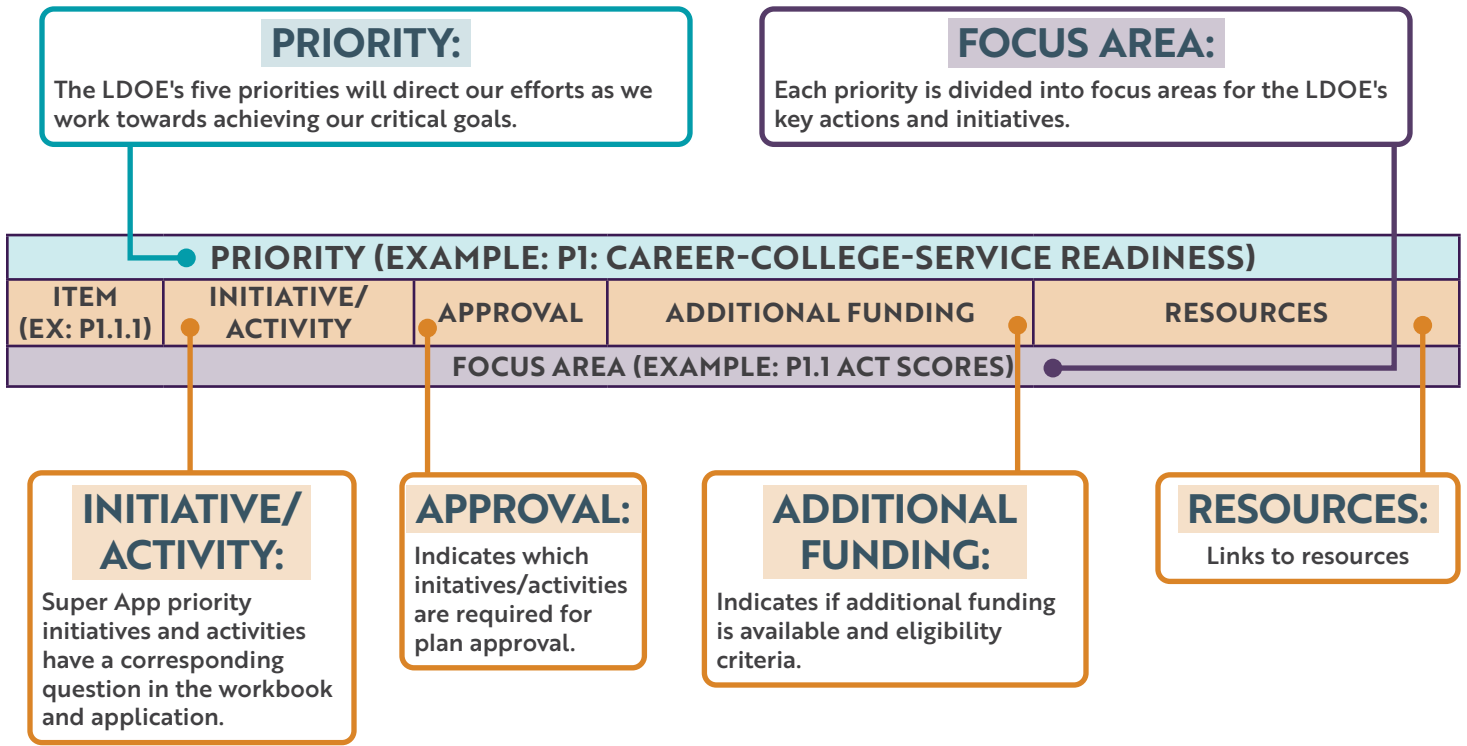 PRIORITY:
The LDOE's five priorities will direct our efforts as we
work towards achieving our critical goals.
FOCUS AREA:
Each priority is divided into focus areas for the LDOE's
key actions and initiatives.
PRIORITY (EXAMPLE: P1: CAREER-COLLEGE-SERVICE READINESS)
ITEM
(EX: P1.1.1)
INITIATIVE/
ACTIVITY
APPROVAL
ADDITIONAL FUNDING
RESOURCES
FOCUS AREA (EXAMPLE: P1.1 ACT SCORES)
INITIATIVE/
ACTIVITY:
Super App priority
initiatives and activities
have a corresponding
question in the workbook
and application.
APPROVAL:
Indicates which
initatives/activities
are required for
plan approval.
ADDITIONAL
FUNDING:
Indicates if additional funding
is available and eligibility
criteria.
RESOURCES:
Links to resources